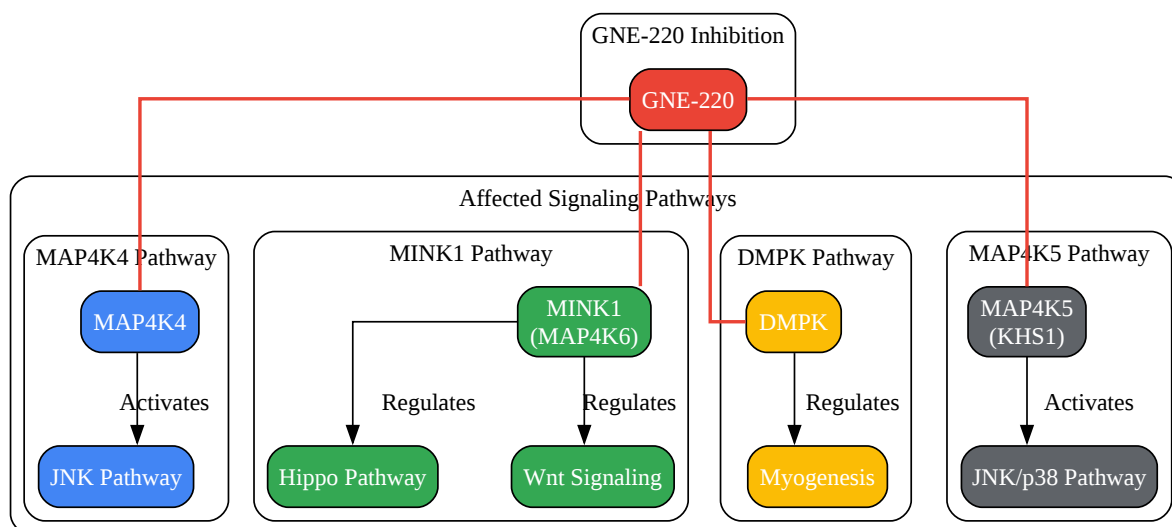 GNE-220 Inhibition
GNE-220
Affected Signaling Pathways
MAP4K4 Pathway
MINK1 Pathway
DMPK Pathway
MAP4K5 Pathway
MAP4K4
MINK1
(MAP4K6)
DMPK
MAP4K5
(KHS1)
Activates
Regulates
Regulates
Regulates
Activates
JNK Pathway
Hippo Pathway
Wnt Signaling
Myogenesis
JNK/p38 Pathway